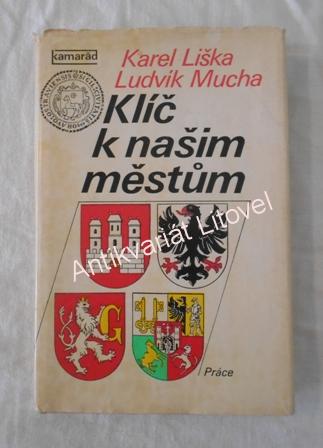 kamarád
Karel Liška
Ludvík Mucha
Klíč
k našim
městům
Antikvariát Litovel
G
Práce